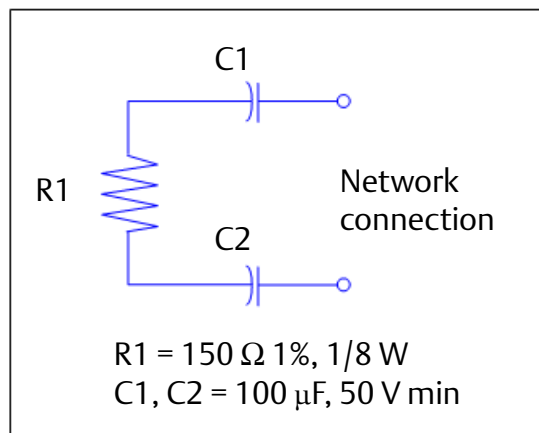 C1
R1
Network
connection
C2
R1 = 150 Ω 1%, 1/8 W
C1, C2 = 100 μF, 50 V min